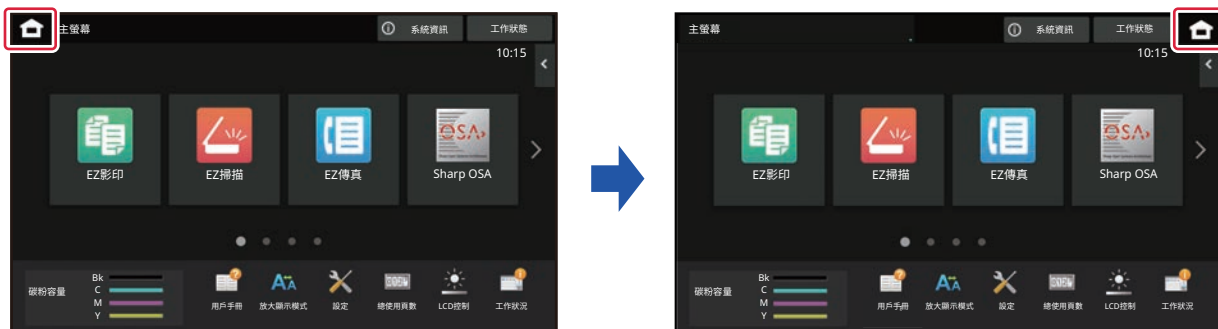 主螢幕
系統資訊
工作狀態
10:15
EZ影印
EZ掃描
EZ傳真
OSA
Sharp OSA
碳粉容量
Bk
C
M
Y
用戶手冊
放大顯示模式
設定
總使用頁數
LCD控制
工作狀況
主螢幕
系統資訊
工作狀態
10:15
EZ影印
EZ掃描
EZ傳真
OSA
Sharp OSA
碳粉容量
Bk
C
M
Y
用戶手冊
放大顯示模式
設定
總使用頁數
LCD控制
工作狀況